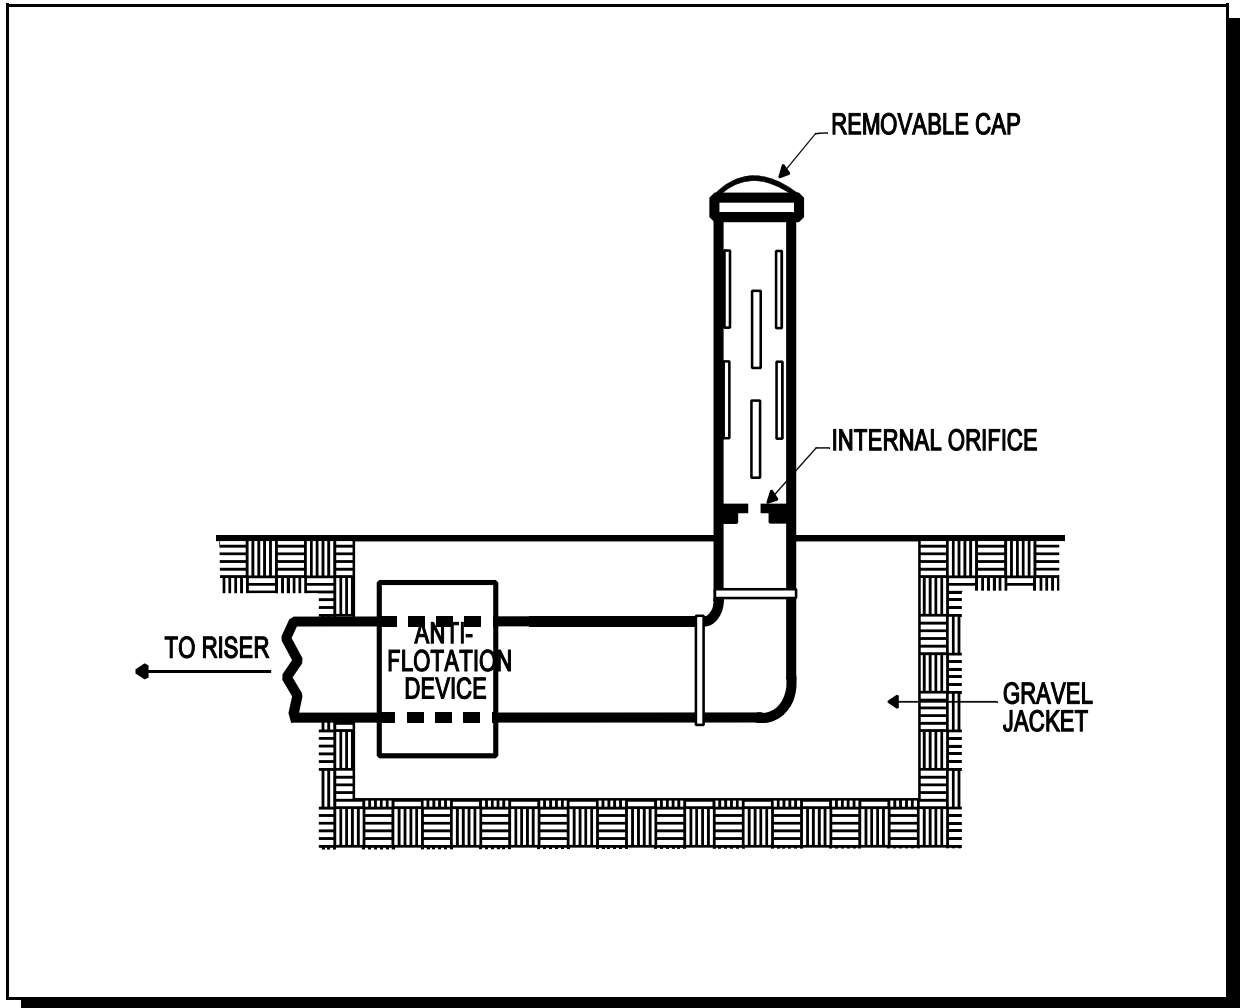 REMOVABLE CAP
INTERNAL ORIFICE
TO RISER
ANTI-
FLOTATION
DEVICE
GRAVEL
JACKET